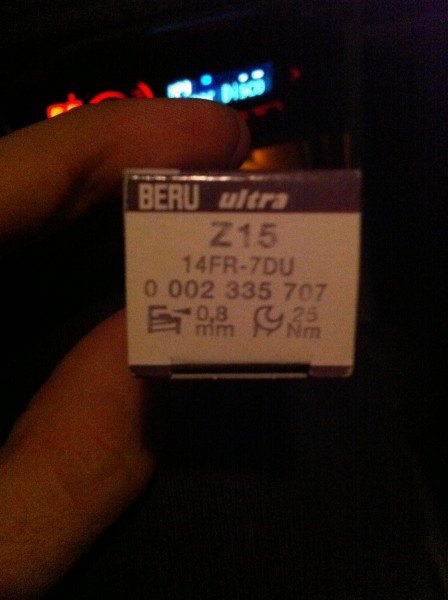 BERU ultra
Z15
14FR-7DU
0 002 335 707
0,8 mm 25 Nm